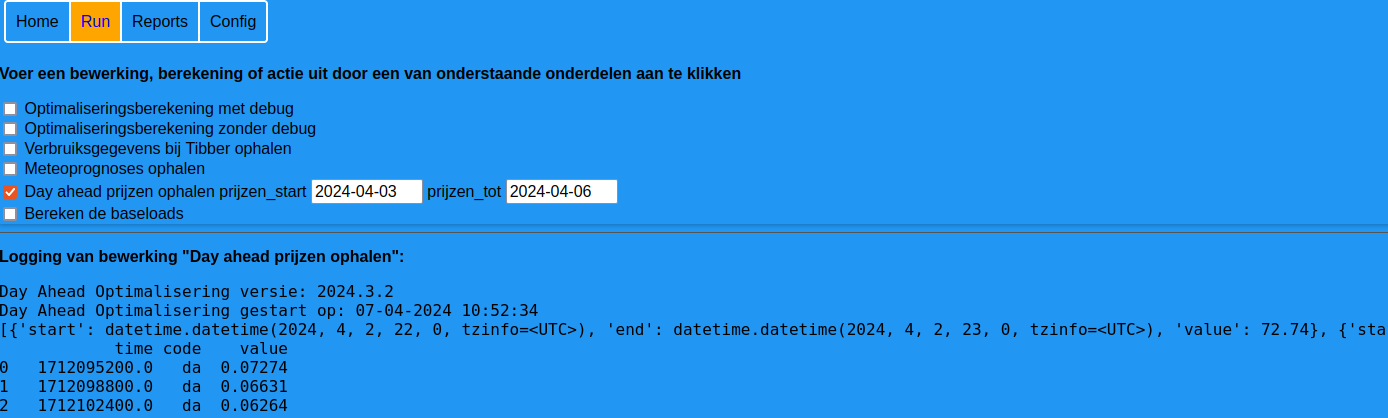 Home Run Reports Config
Voer een bewerking, berekening of actie uit door een van onderstaande onderdelen aan te klikken
Optimaliseringsberekening met debug
Optimaliseringsberekening zonder debug
Verbruiksgegevens bij Tibber ophalen
Meteoprognoses ophalen
Day ahead prijzen ophalen prijzen_start 2024-04-03 prijzen_tot 2024-04-06
Bereken de baseloads
Logging van bewerking "Day ahead prijzen ophalen":
Day Ahead Optimalisering versie: 2024.3.2
Day Ahead Optimalisering gestart op: 07-04-2024 10:52:34
[{'start': datetime.datetime(2024, 4, 2, 22, 0, tzinfo=<UTC>), 'end': datetime.datetime(2024, 4, 2, 23, 0, tzinfo=<UTC>), 'value': 72.74}, {'sta
time code value
0 1712095200.0 da 0.07274
1 1712098800.0 da 0.06631
2 1712102400.0 da 0.06264